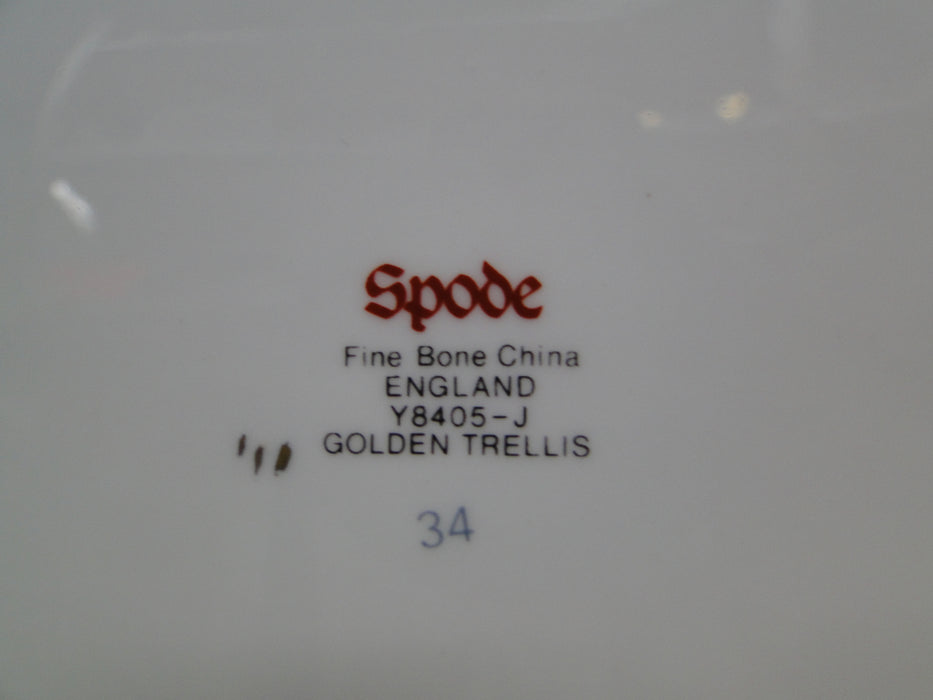 Spode
Fine Bone China
ENGLAND
Y8405-J
GOLDEN TRELLIS
34